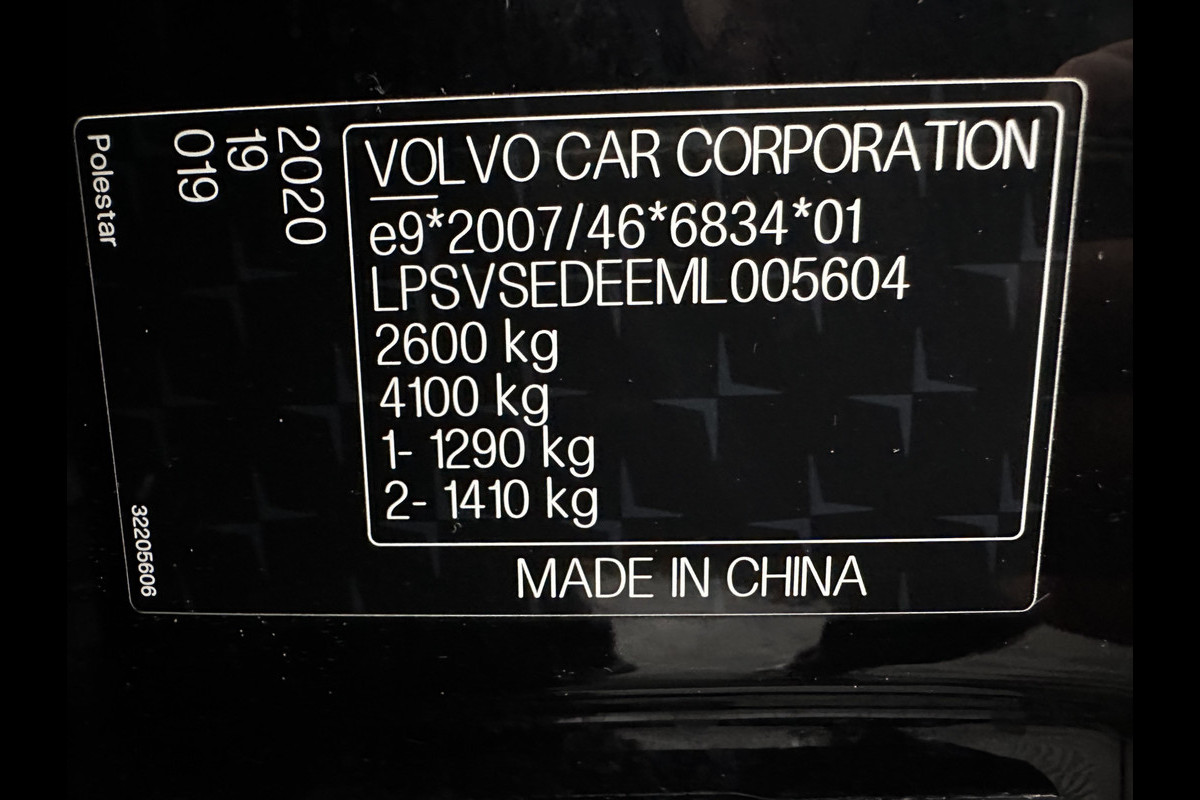 VOLVO CAR CORPORATION
e9*2007/46*6834*01
LPSVSEDEEML005604
2600 kg
4100 kg
1- 1290 kg
2- 1410 kg
MADE IN CHINA
2020
19
019
Polestar
32205606